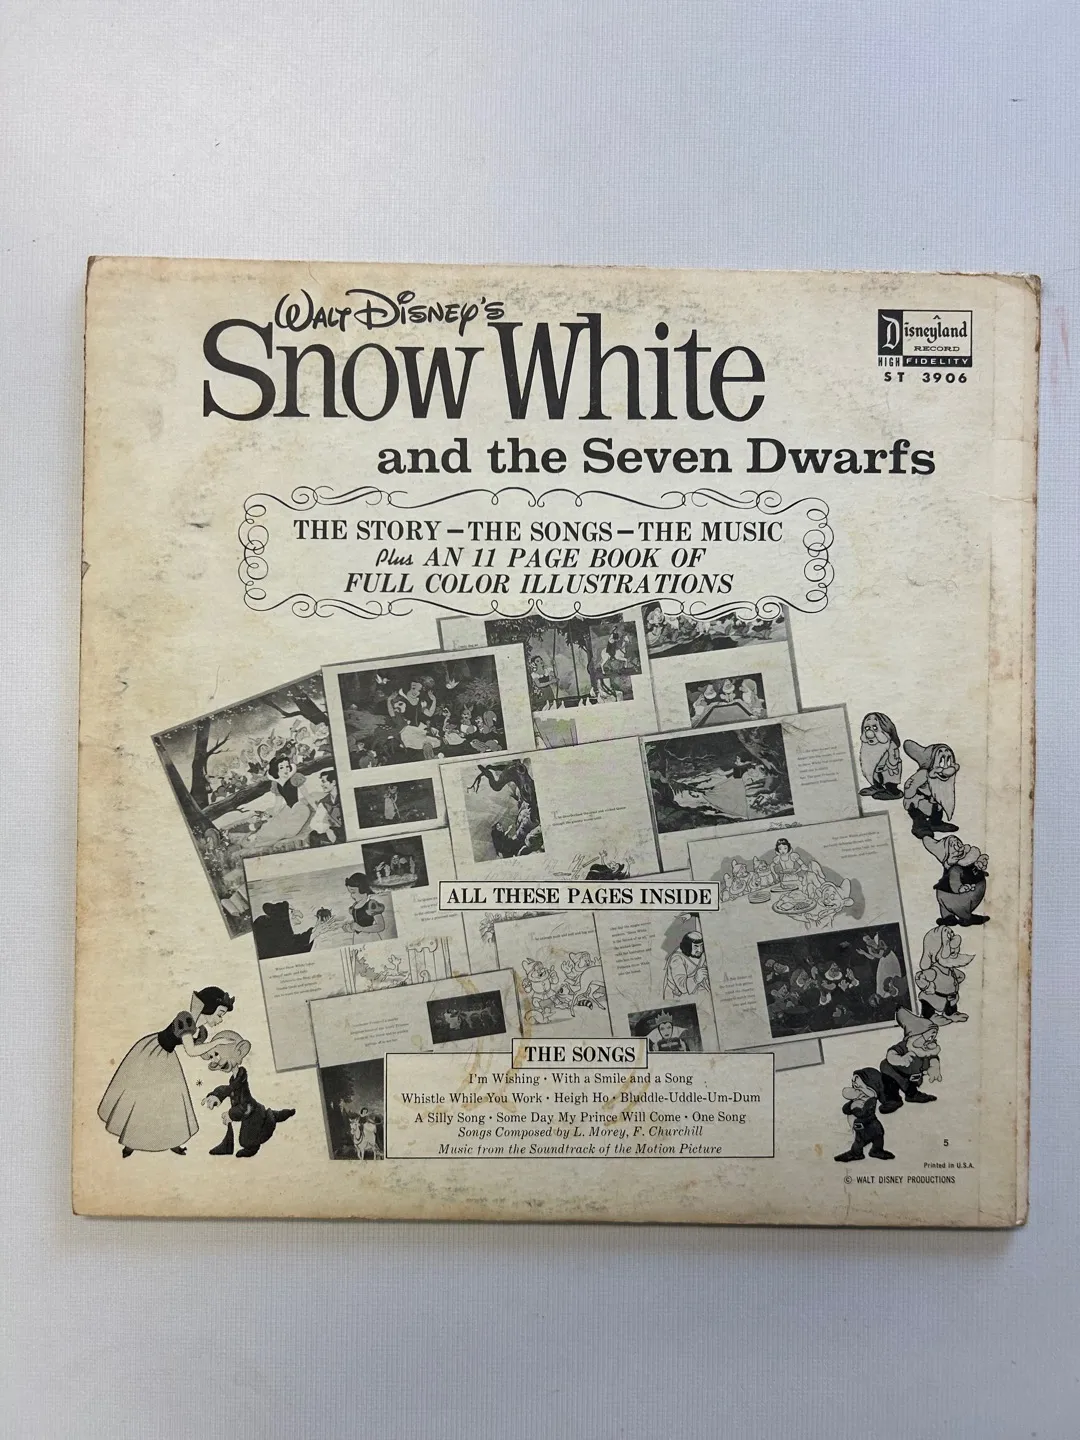 WALT DISNEY'S
Snow White
and the Seven Dwarfs
Disneyland
RECORD
HIGH FIDELITY
ST 3906
THE STORY – THE SONGS – THE MUSIC
Plus AN 11 PAGE BOOK OF
FULL COLOR ILLUSTRATIONS
ALL THESE PAGES INSIDE
THE SONGS
I'm Wishing • With a Smile and a Song
Whistle While You Work • Heigh Ho • Bluddle-Uddle-Um-Dum
A Silly Song • Some Day My Prince Will Come • One Song
Songs Composed by L. Morey, F. Churchill
Music from the Soundtrack of the Motion Picture
5
Printed in U.S.A.
© WALT DISNEY PRODUCTIONS